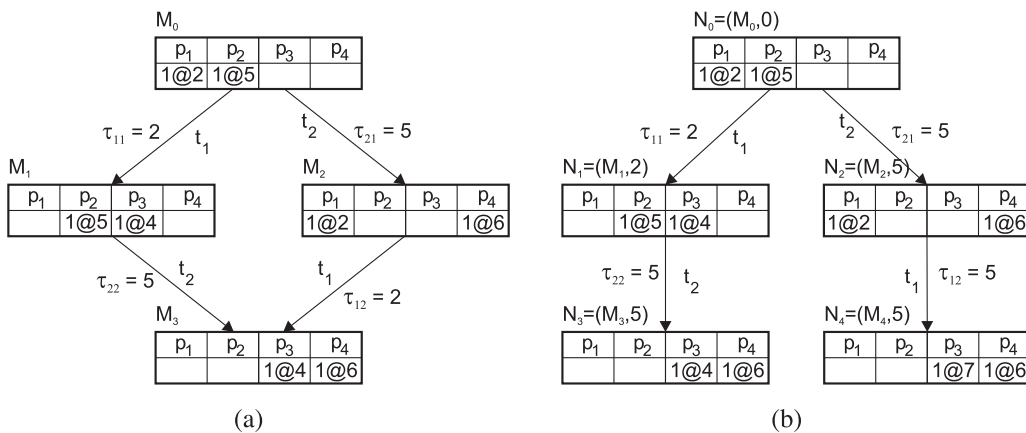 M₀ N₀=(M₀,0)
p₁ p₂ p₃ p₄ p₁ p₂ p₃ p₄
1@2 1@5 1@2 1@5
τ₁₁ = 2 t₁ t₂ τ₂₁ = 5 τ₁₁ = 2 t₁ t₂ τ₂₁ = 5
M₁ M₂ N₁=(M₁,2) N₂=(M₂,5)
p₁ p₂ p₃ p₄ p₁ p₂ p₃ p₄ p₁ p₂ p₃ p₄ p₁ p₂ p₃ p₄
1@5 1@4 1@2 1@6 1@5 1@4 1@2 1@6
τ₂₂ = 5 t₂ t₁ τ₁₂ = 2 τ₂₂ = 5 t₂ t₁ τ₁₂ = 5
M₃ N₃=(M₃,5) N₄=(M₄,5)
p₁ p₂ p₃ p₄ p₁ p₂ p₃ p₄ p₁ p₂ p₃ p₄
1@4 1@6 1@4 1@6 1@7 1@6
(a) (b)